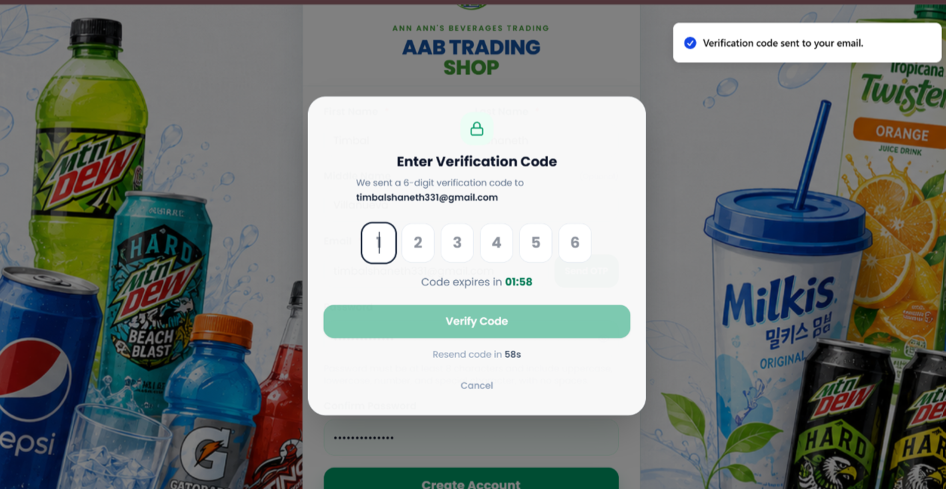 ANN ANN'S BEVERAGES TRADING
AAB TRADING
SHOP
Verification code sent to your email.
Enter Verification Code
We sent a 6-digit verification code to
timbalshaneth331@gmail.com
1 2 3 4 5 6
Code expires in 01:58
Verify Code
Resend code in 58s
Cancel
••••••••••••••
Create Account
Mtn
DEW
HARD
Mtn
DEW
BEACH
BLAST
epsi
G
GATORADE
Tropicana
Twister
ORANGE
JUICE DRINK
Milkis
밀키스
ORIGINAL
Mtn
DEW
HARD
Mtn
DEW
HARD